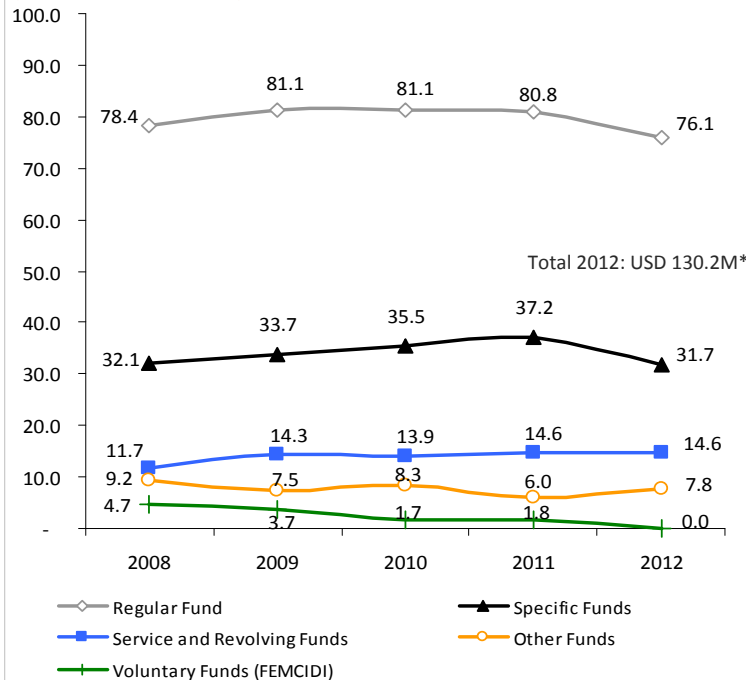 100.0
90.0
80.0
70.0
60.0
50.0
40.0
30.0
20.0
10.0
-
78.4 81.1 81.1 80.8 76.1
Total 2012: USD 130.2M*
32.1 33.7 35.5 37.2 31.7
11.7 14.3 13.9 14.6 14.6
9.2 7.5 8.3 6.0 7.8
4.7 3.7 1.7 1.8 0.0
2008 2009 2010 2011 2012
Regular Fund Specific Funds
Service and Revolving Funds Other Funds
Voluntary Funds (FEMCIDI)